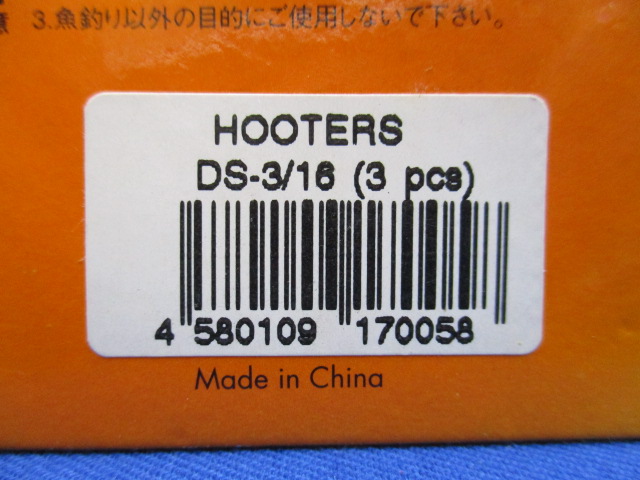 3.魚釣り以外の目的にご使用しないで下さい。
HOOTERS
DS-3/16 (3 pcs)
4 580109 170058
Made in China